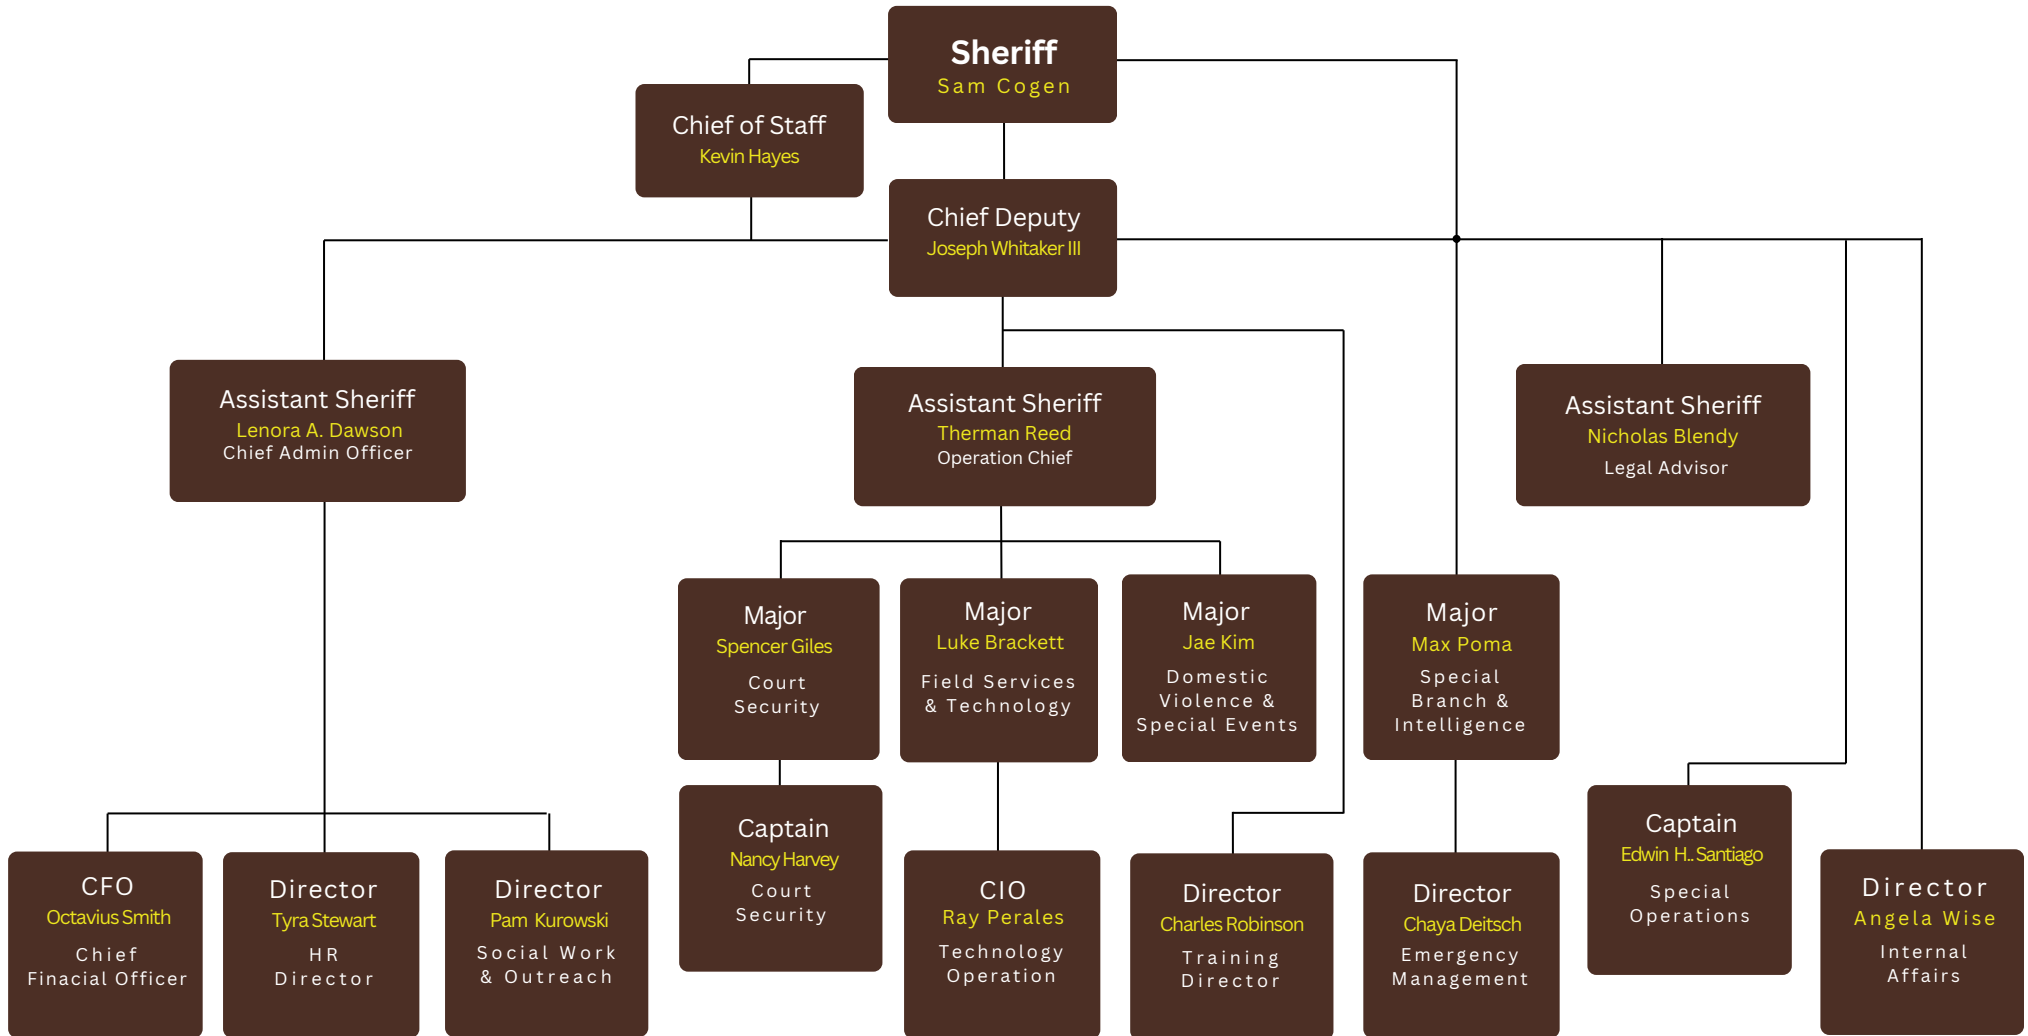 Sheriff
Sam Cogen
Chief of Staff
Kevin Hayes
Chief Deputy
Joseph Whitaker III
Assistant Sheriff
Lenora A. Dawson
Chief Admin Officer
Assistant Sheriff
Therman Reed
Operation Chief
Assistant Sheriff
Nicholas Blendy
Legal Advisor
Major
Spencer Giles
Court
Security
Major
Luke Brackett
Field Services
& Technology
Major
Jae Kim
Domestic
Violence &
Special Events
Major
Max Poma
Special
Branch &
Intelligence
CFO
Octavius Smith
Chief
Finacial Officer
Director
Tyra Stewart
HR
Director
Director
Pam Kurowski
Social Work
& Outreach
Captain
Nancy Harvey
Court
Security
CIO
Ray Perales
Technology
Operation
Director
Charles Robinson
Training
Director
Director
Chaya Deitsch
Emergency
Management
Captain
Edwin H.. Santiago
Special
Operations
Director
Angela Wise
Internal
Affairs